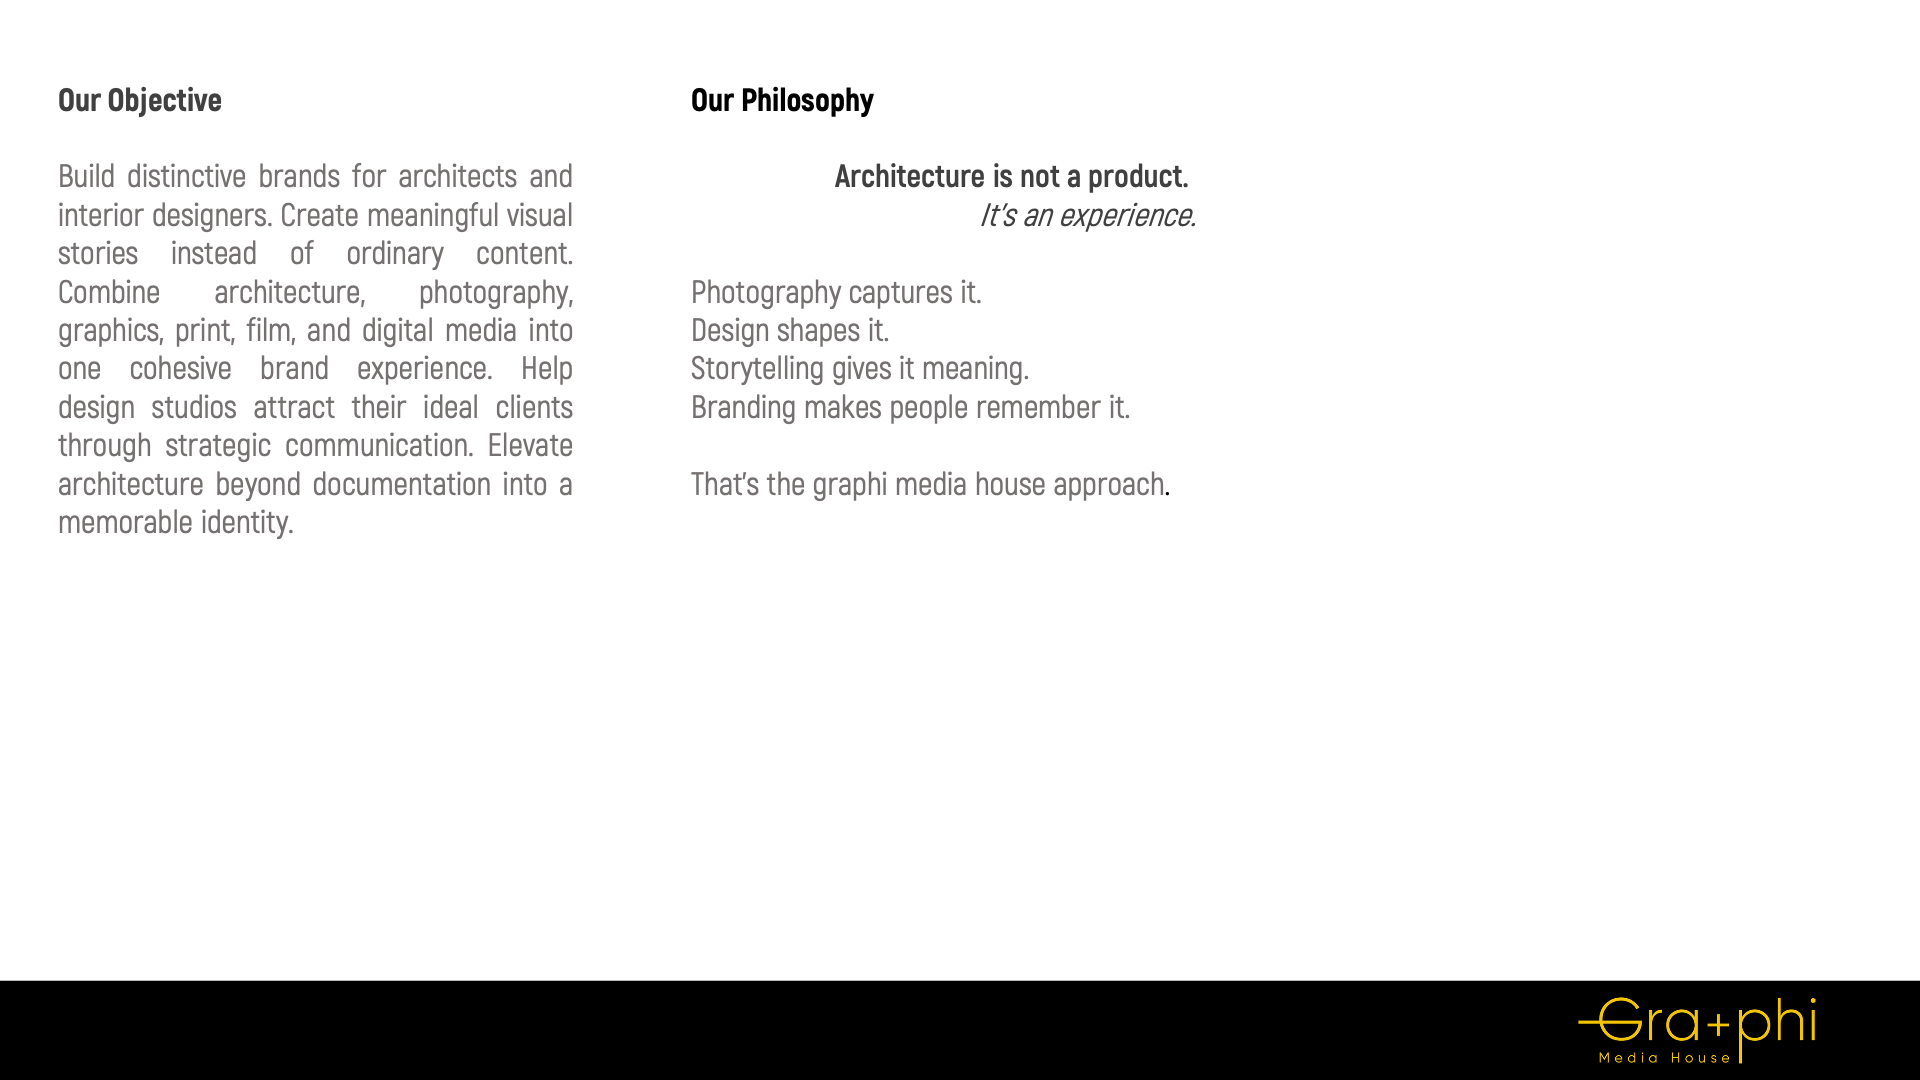 Our Objective
Build distinctive brands for architects and
interior designers. Create meaningful visual
stories instead of ordinary content.
Combine architecture, photography,
graphics, print, film, and digital media into
one cohesive brand experience. Help
design studios attract their ideal clients
through strategic communication. Elevate
architecture beyond documentation into a
memorable identity.
Our Philosophy
Architecture is not a product.
It's an experience.
Photography captures it.
Design shapes it.
Storytelling gives it meaning.
Branding makes people remember it.
That's the graphi media house approach.
Gra+phi
Media House